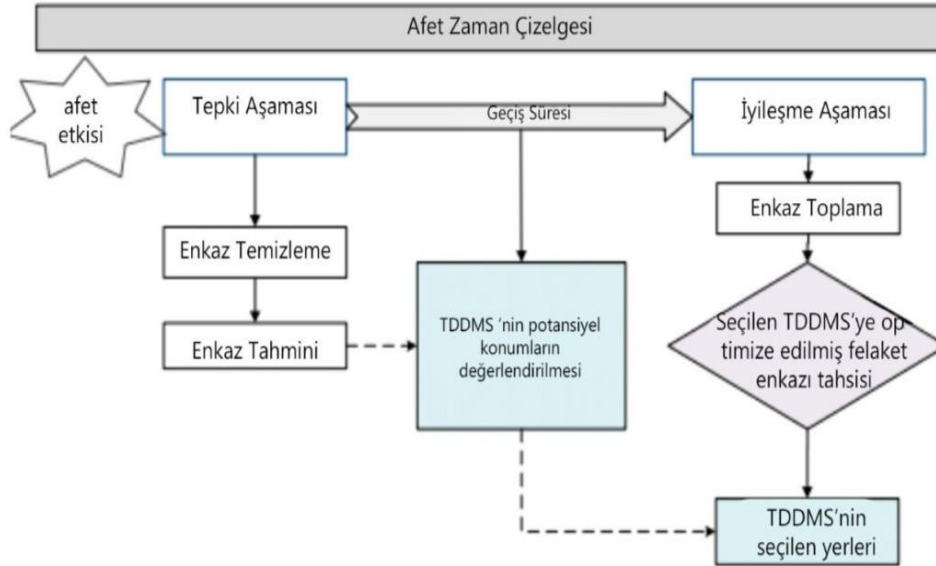 Afet Zaman Çizelgesi
afet
etkisi
Tepki Aşaması
Geçiş Süresi
İyileşme Aşaması
Enkaz Toplama
Enkaz Temizleme
Enkaz Tahmini
TDDMS 'nin potansiyel
konumların
değerlendirilmesi
Seçilen TDDMS'ye op-
timize edilmiş felaket
enkazı tahsisi
TDDMS'nin
seçilen yerleri